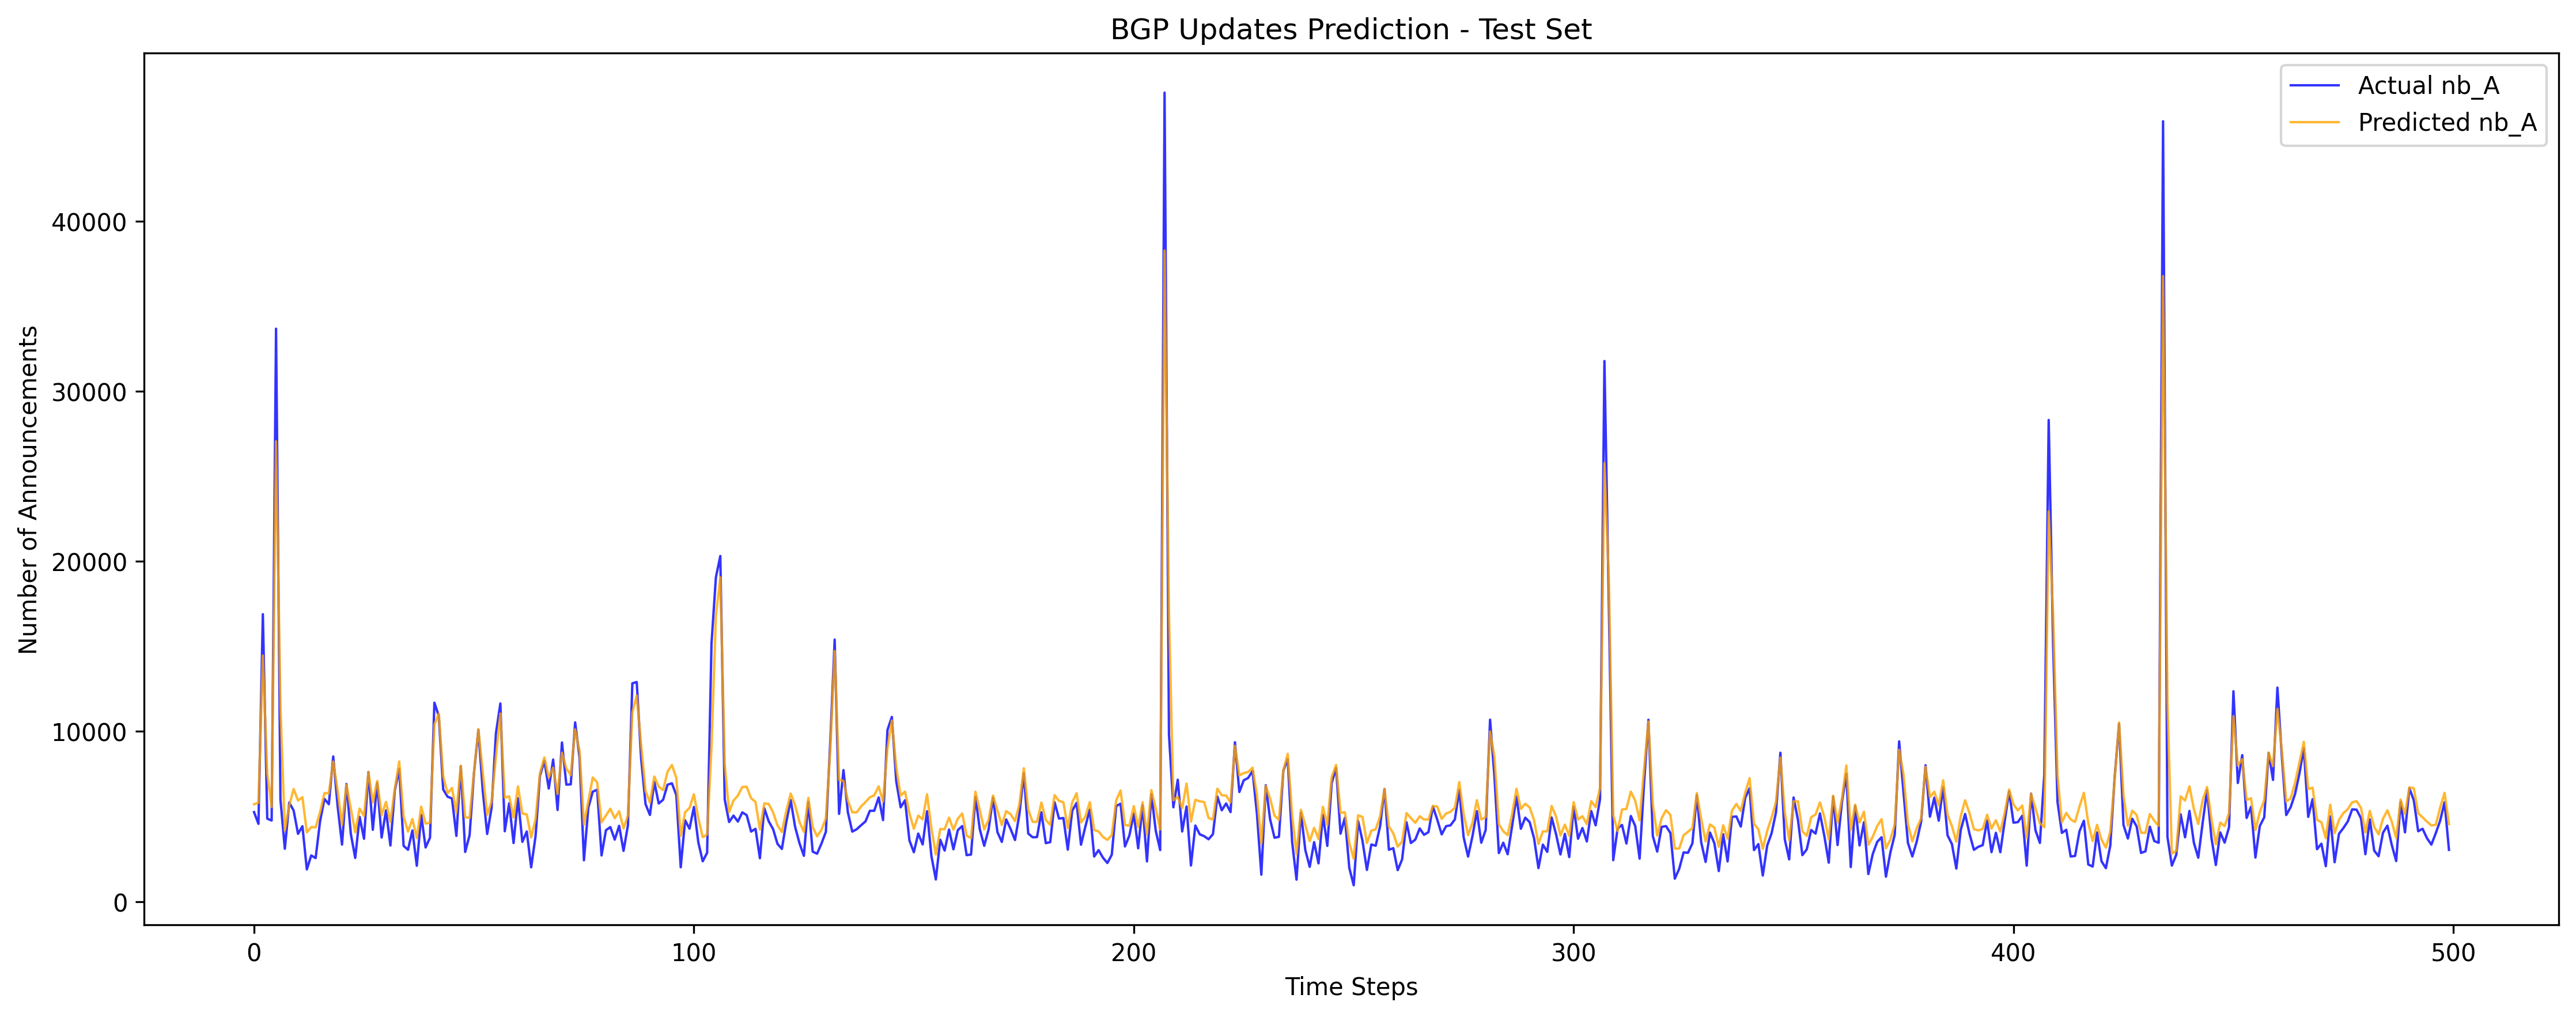 BGP Updates Prediction - Test Set
Actual nb_A
Predicted nb_A
Number of Announcements
40000
30000
20000
10000
0
0 100 200 300 400 500
Time Steps